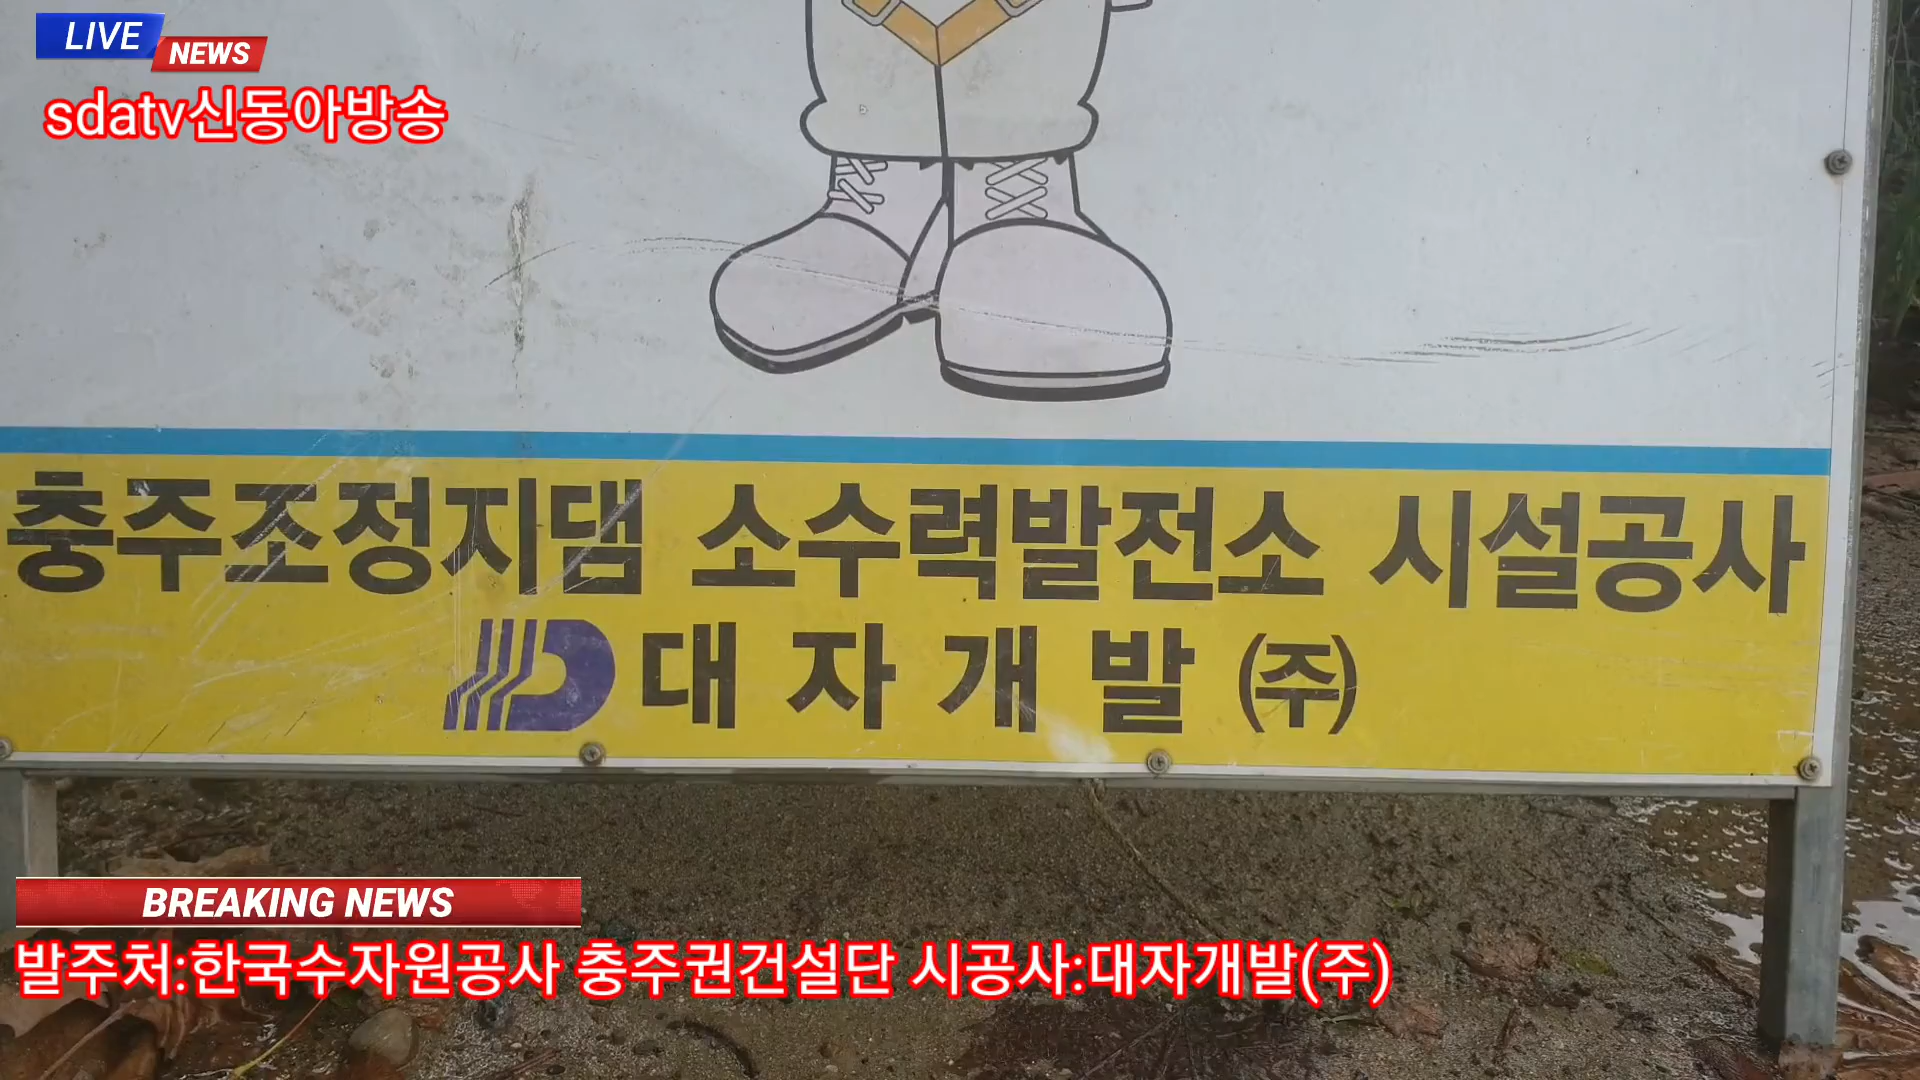 LIVE
NEWS
sdatv신동아방송
충주조정지댐 소수력발전소 시설공사
대자개발 ㈜
BREAKING NEWS
발주처:한국수자원공사 충주권건설단 시공사:대자개발(주)